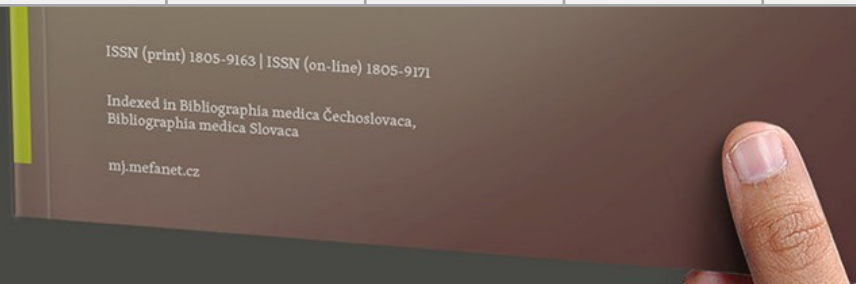 ISSN (print) 1805-9163 | ISSN (on-line) 1805-9171
Indexed in Bibliographia medica Čechoslovaca,
Bibliographia medica Slovaca
mj.mefanet.cz